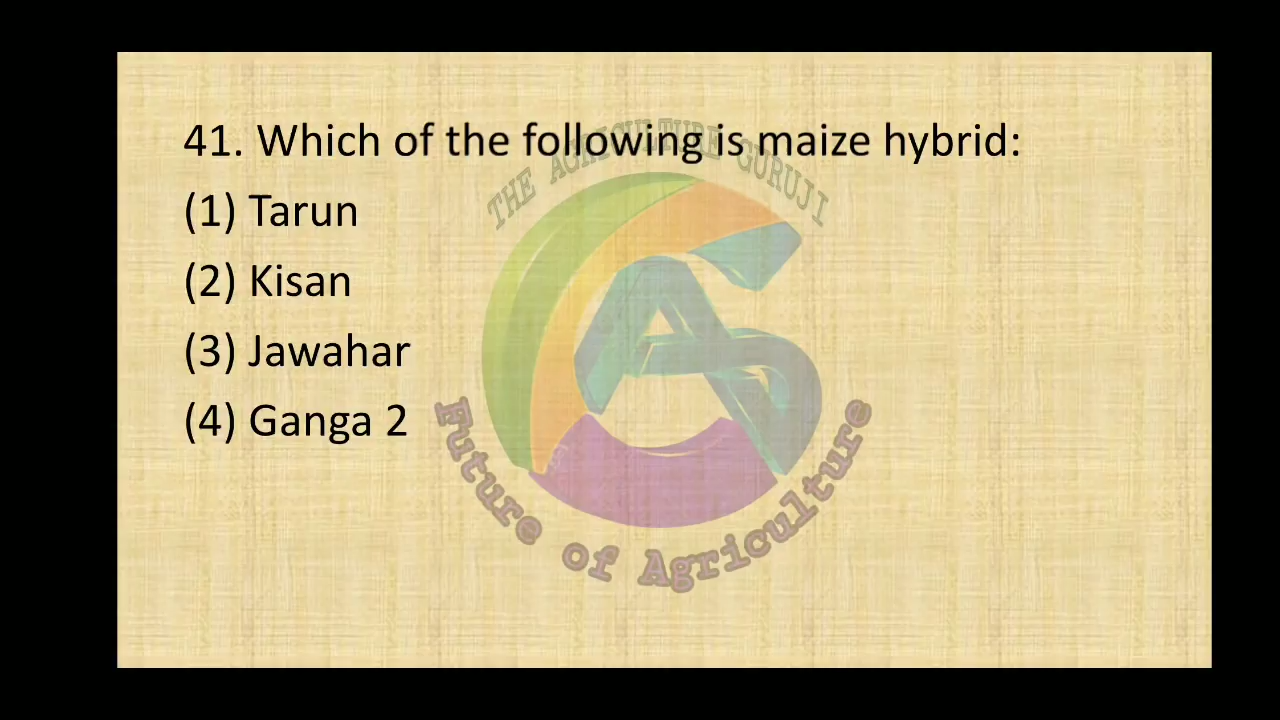 THE AGRICULTURE GURUJI
41. Which of the following is maize hybrid:
(1) Tarun
(2) Kisan
(3) Jawahar
(4) Ganga 2
Future of Agriculture